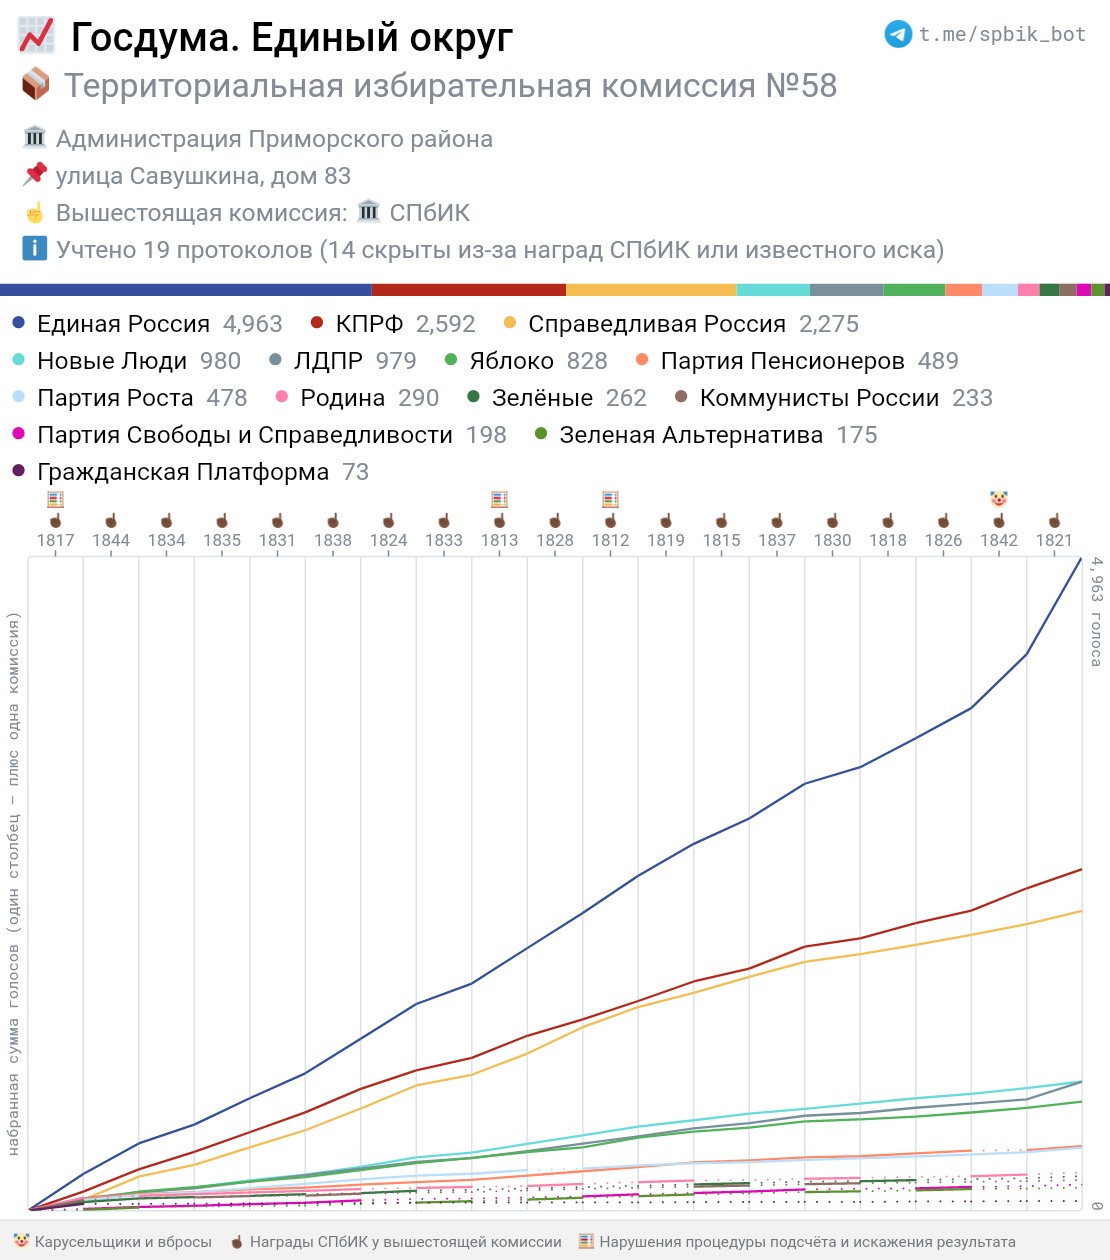 Госдума. Единый округ
t.me/spbik_bot
Территориальная избирательная комиссия №58
Администрация Приморского района
улица Савушкина, дом 83
Вышестоящая комиссия: СПбИК
Учтено 19 протоколов (14 скрыты из-за наград СПбИК или известного иска)
Единая Россия 4,963 КПРФ 2,592 Справедливая Россия 2,275
Новые Люди 980 ЛДПР 979 Яблоко 828 Партия Пенсионеров 489
Партия Роста 478 Родина 290 Зелёные 262 Коммунисты России 233
Партия Свободы и Справедливости 198 Зеленая Альтернатива 175
Гражданская Платформа 73
1817 1844 1834 1835 1831 1838 1824 1833 1813 1828 1812 1819 1815 1837 1830 1818 1826 1842 1821
набранная сумма голосов (один столбец — плюс одна комиссия)
4,963 голоса
0
Карусельщики и вбросы Награды СПбИК у вышестоящей комиссии Нарушения процедуры подсчёта и искажения результата